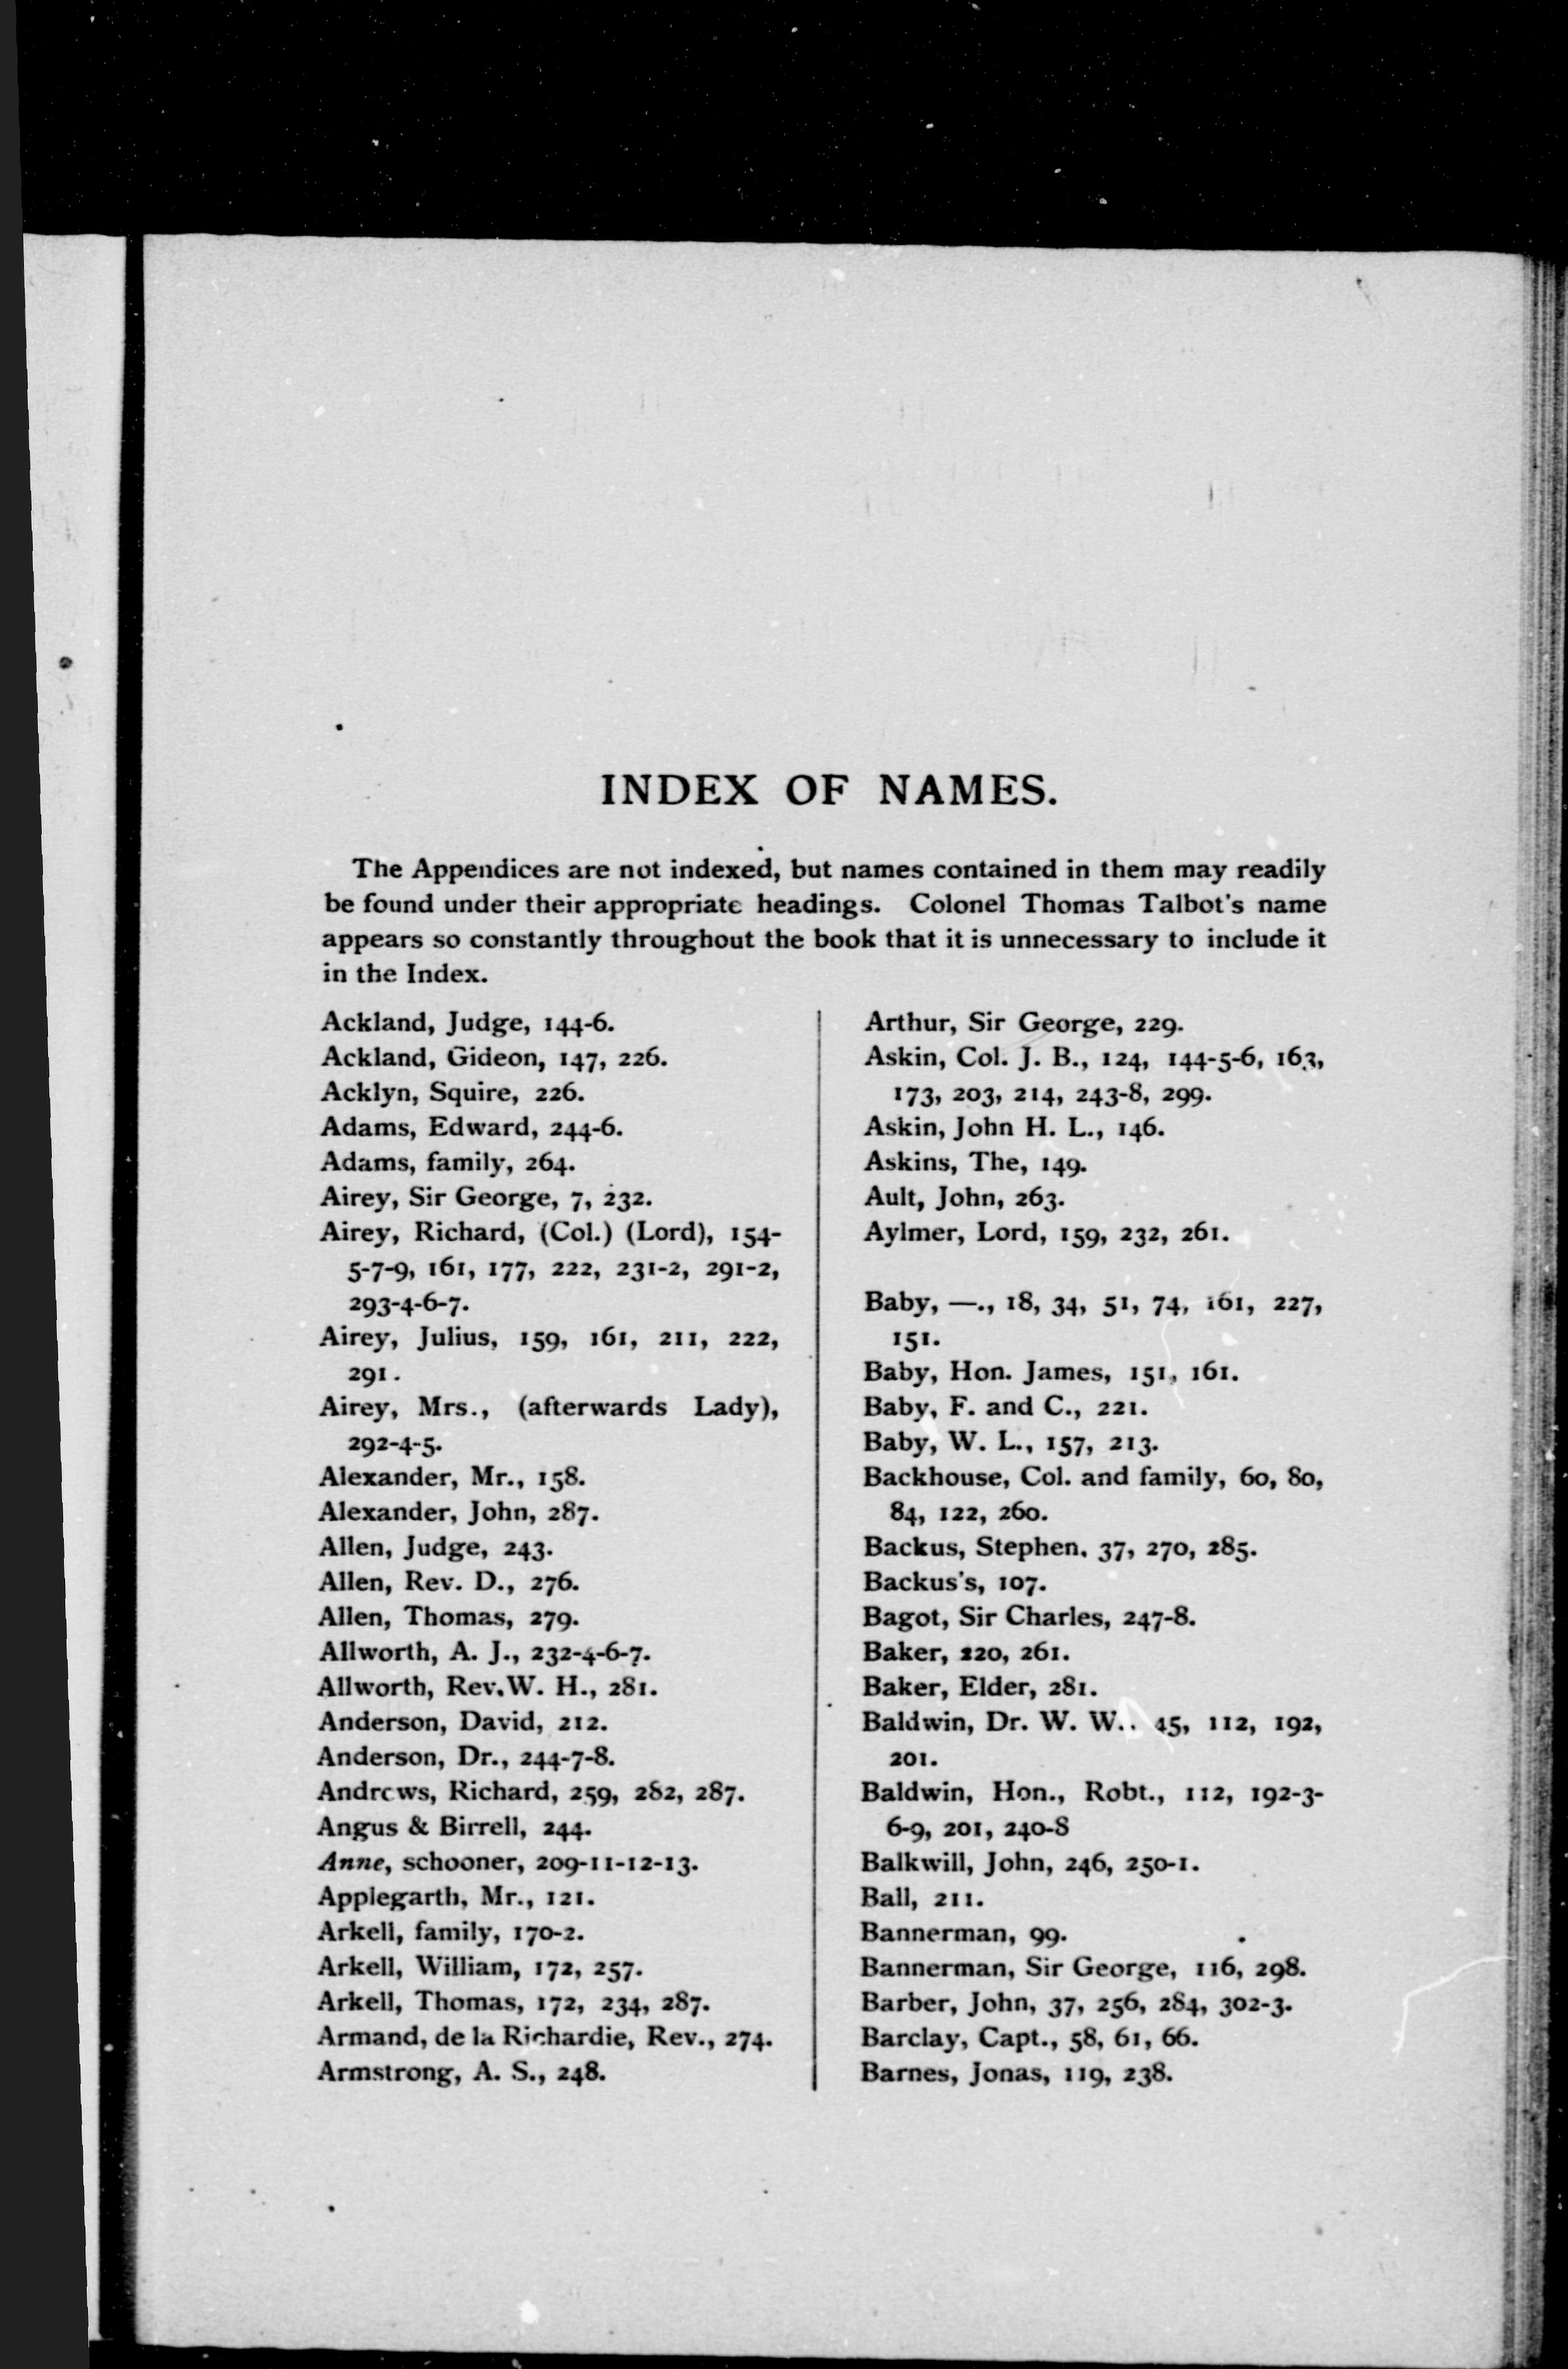 INDEX OF NAMES.
The Appendices are not indexed, but names contained in them may readily
be found under their appropriate headings. Colonel Thomas Talbot's name
appears so constantly throughout the book that it is unnecessary to include it
in the Index.
Ackland, Judge, 144-6.
Ackland, Gideon, 147, 226.
Acklyn, Squire, 226.
Adams, Edward, 244-6.
Adams, family, 264.
Airey, Sir George, 7, 232.
Airey, Richard, (Col.) (Lord), 154-
5-7-9, 161, 177, 222, 231-2, 291-2,
293-4-6-7.
Airey, Julius, 159, 161, 211, 222,
291.
Airey, Mrs., (afterwards Lady),
292-4-5.
Alexander, Mr., 158.
Alexander, John, 287.
Allen, Judge, 243.
Allen, Rev. D., 276.
Allen, Thomas, 279.
Allworth, A. J., 232-4-6-7.
Allworth, Rev. W. H., 281.
Anderson, David, 212.
Anderson, Dr., 244-7-8.
Andrews, Richard, 259, 282, 287.
Angus & Birrell, 244.
Anne, schooner, 209-11-12-13.
Applegarth, Mr., 121.
Arkell, family, 170-2.
Arkell, William, 172, 257.
Arkell, Thomas, 172, 234, 287.
Armand, de la Richardie, Rev., 274.
Armstrong, A. S., 248.
Arthur, Sir George, 229.
Askin, Col. J. B., 124, 144-5-6, 163,
173, 203, 214, 243-8, 299.
Askin, John H. L., 146.
Askins, The, 149.
Ault, John, 263.
Aylmer, Lord, 159, 232, 261.
Baby, —., 18, 34, 51, 74, 161, 227,
151.
Baby, Hon. James, 151, 161.
Baby, F. and C., 221.
Baby, W. L., 157, 213.
Backhouse, Col. and family, 60, 80,
84, 122, 260.
Backus, Stephen. 37, 270, 285.
Backus's, 107.
Bagot, Sir Charles, 247-8.
Baker, 220, 261.
Baker, Elder, 281.
Baldwin, Dr. W. W., 45, 112, 192,
201.
Baldwin, Hon., Robt., 112, 192-3-
6-9, 201, 240-8
Balkwill, John, 246, 250-1.
Ball, 211.
Bannerman, 99.
Bannerman, Sir George, 116, 298.
Barber, John, 37, 256, 284, 302-3.
Barclay, Capt., 58, 61, 66.
Barnes, Jonas, 119, 238.